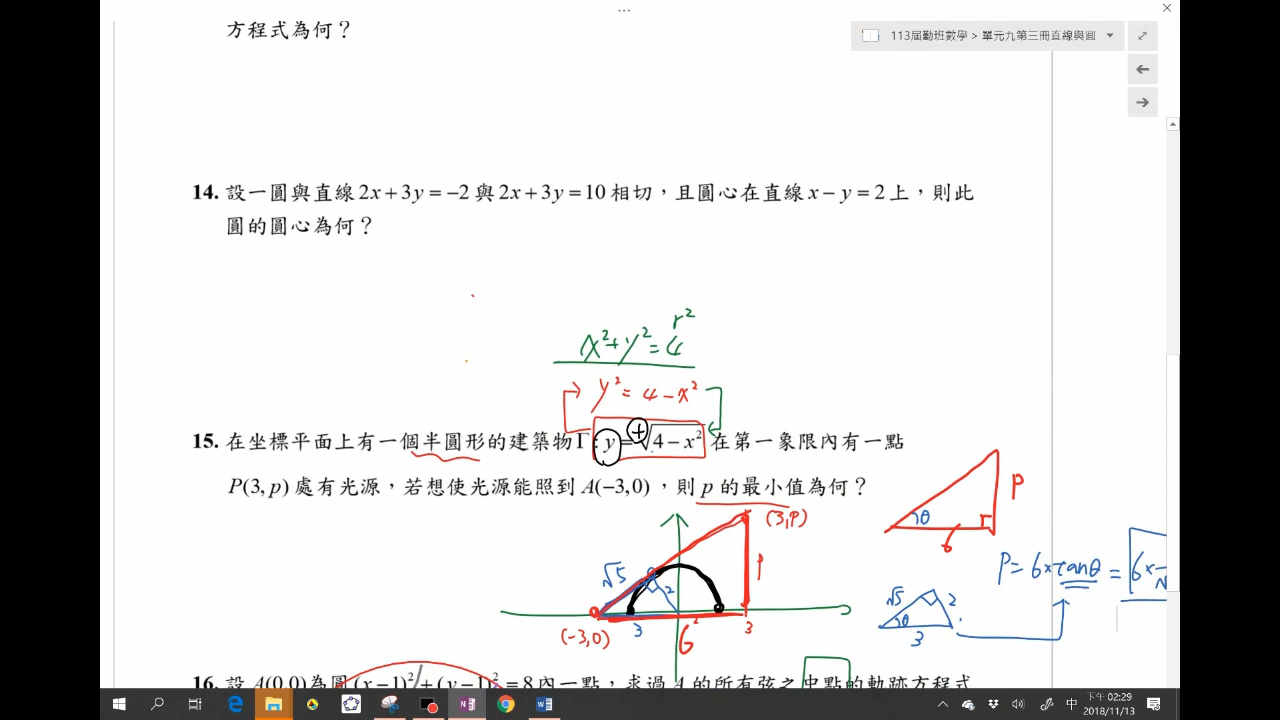 方程式為何？
113屆勤班數學 > 單元九第三冊直線與圓
14. 設一圓與直線 2x+3y=-2 與 2x+3y=10 相切，且圓心在直線 x-y=2 上，則此
圓的圓心為何？
r²
x²+y²=4
y²=4-x²
+
15. 在坐標平面上有一個半圓形的建築物 Γ: y=√4-x² 在第一象限內有一點
P(3,p) 處有光源，若想使光源能照到 A(-3,0)，則 p 的最小值為何？
(3,P)
P
θ
6
P
√5
2
P=6×tanθ=6×
√5
2
θ
3
(-3,0)
3
6
2
3
16. 設 A(0,0) 為圓 (x-1)²+(y-1)²=8 內一點，求過 A 的所有弦之中點的軌跡方程式
中
下午 02:29
2018/11/13